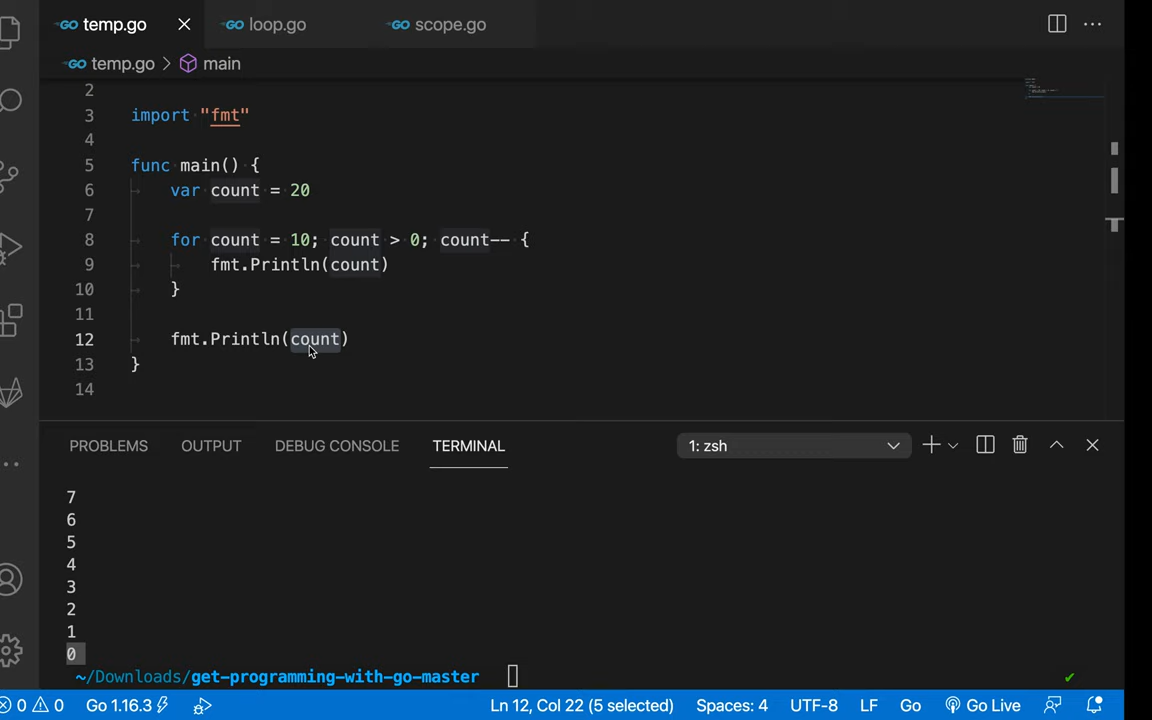 GO temp.go GO loop.go GO scope.go
GO temp.go > main
2
3 import "fmt"
4
5 func main() {
6 var count = 20
7
8 for count = 10; count > 0; count-- {
9 fmt.Println(count)
10 }
11
12 fmt.Println(count)
13 }
14
PROBLEMS OUTPUT DEBUG CONSOLE TERMINAL 1: zsh
7
6
5
4
3
2
1
0
~/Downloads/get-programming-with-go-master
0 0 Go 1.16.3 Ln 12, Col 22 (5 selected) Spaces: 4 UTF-8 LF Go Go Live